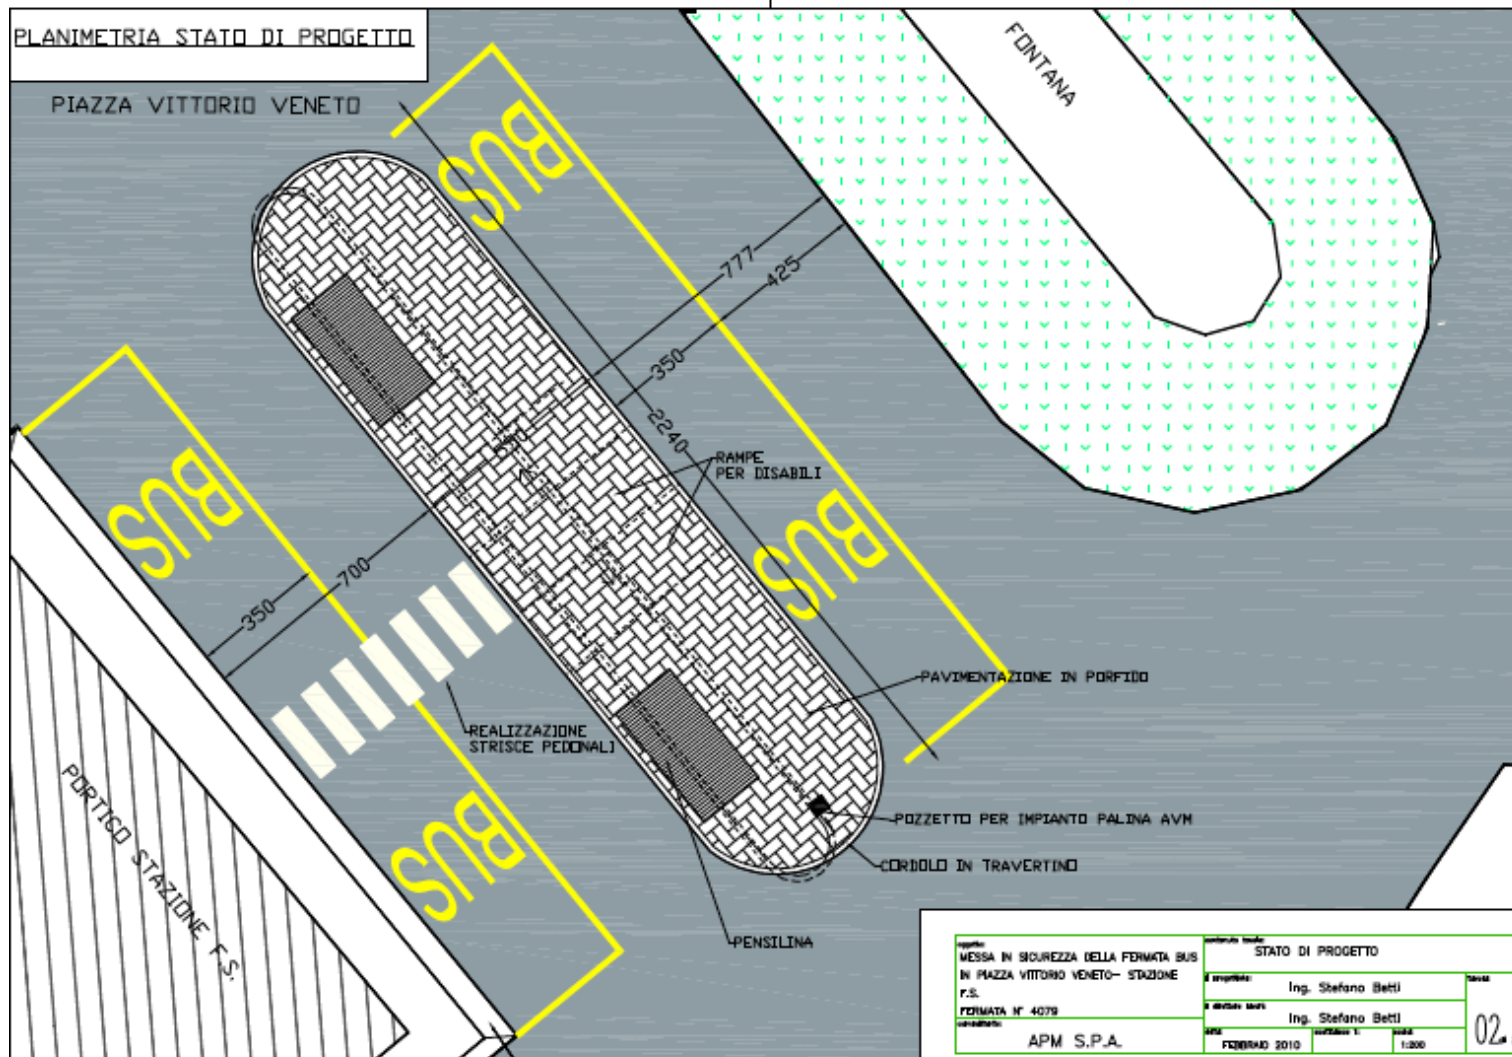 PLANIMETRIA STATO DI PROGETTO
PIAZZA VITTORIO VENETO
FONTANA
BUS
BUS
BUS
BUS
777
425
350
2240
RAMPE
PER DISABILI
350
700
PAVIMENTAZIONE IN PORFIDO
REALIZZAZIONE
STRISCE PEDONALI
PORTICO STAZIONE F.S.
POZZETTO PER IMPIANTO PALINA AVM
CORDOLO IN TRAVERTINO
PENSILINA
oggetto:
MESSA IN SICUREZZA DELLA FERMATA BUS
IN PIAZZA VITTORIO VENETO- STAZIONE
F.S.
FERMATA N° 4079
APM S.P.A.
STATO DI PROGETTO
Ing. Stefano Betti
Ing. Stefano Betti
FEBBRAIO 2010
1:200
02.